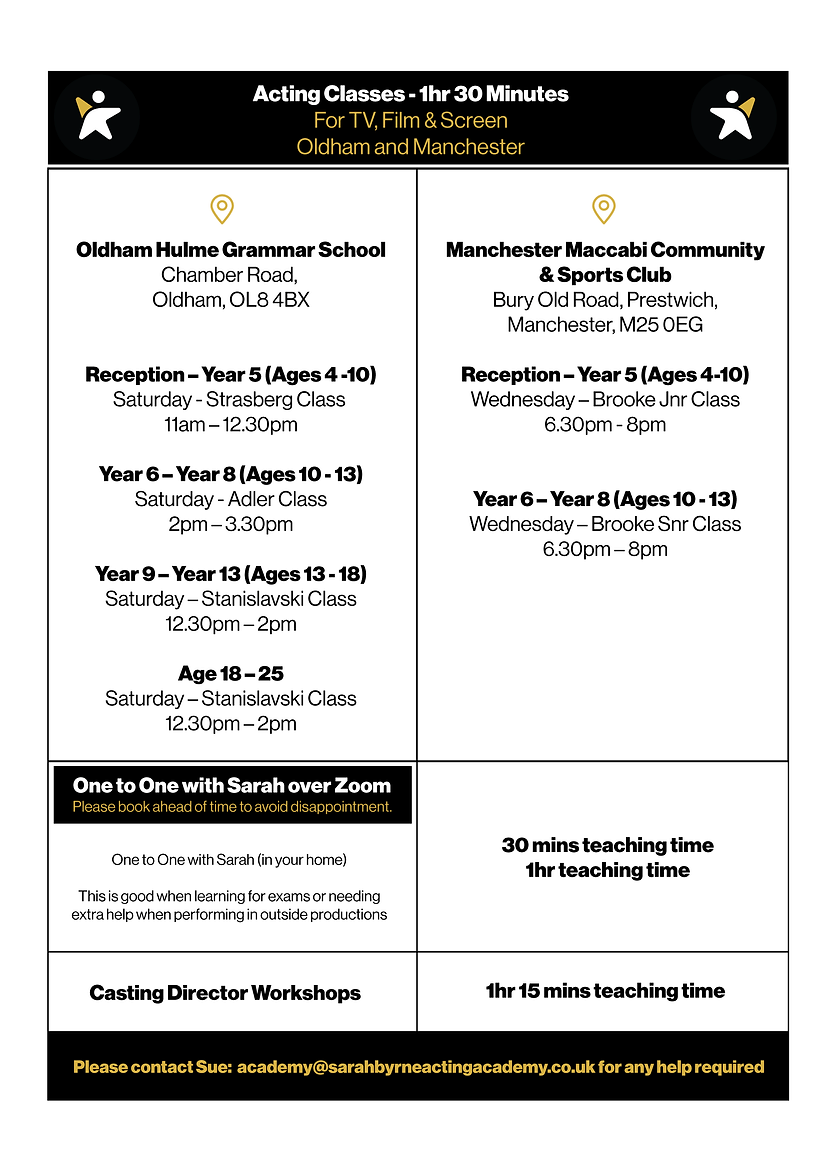 Acting Classes - 1hr 30 Minutes
For TV, Film & Screen
Oldham and Manchester
Oldham Hulme Grammar School
Chamber Road,
Oldham, OL8 4BX
Reception – Year 5 (Ages 4 -10)
Saturday - Strasberg Class
11am – 12.30pm
Year 6 – Year 8 (Ages 10 - 13)
Saturday - Adler Class
2pm – 3.30pm
Year 9 – Year 13 (Ages 13 - 18)
Saturday – Stanislavski Class
12.30pm – 2pm
Age 18 – 25
Saturday – Stanislavski Class
12.30pm – 2pm
Manchester Maccabi Community
& Sports Club
Bury Old Road, Prestwich,
Manchester, M25 0EG
Reception – Year 5 (Ages 4-10)
Wednesday – Brooke Jnr Class
6.30pm - 8pm
Year 6 – Year 8 (Ages 10 - 13)
Wednesday – Brooke Snr Class
6.30pm – 8pm
One to One with Sarah over Zoom
Please book ahead of time to avoid disappointment.
One to One with Sarah (in your home)
This is good when learning for exams or needing
extra help when performing in outside productions
30 mins teaching time
1hr teaching time
Casting Director Workshops
1hr 15 mins teaching time
Please contact Sue: academy@sarahbyrneactingacademy.co.uk for any help required